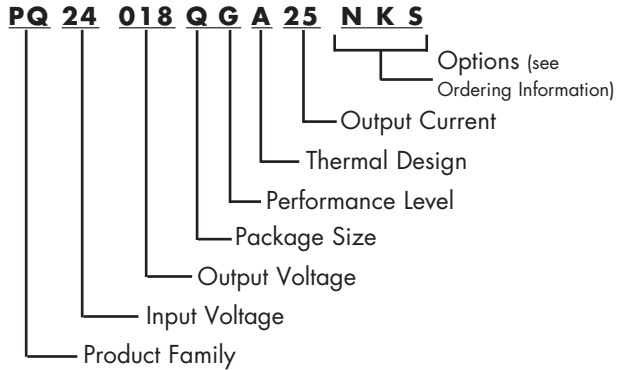 PQ 24 018 Q G A 25 N K S
Options (see
Ordering Information)
Output Current
Thermal Design
Performance Level
Package Size
Output Voltage
Input Voltage
Product Family